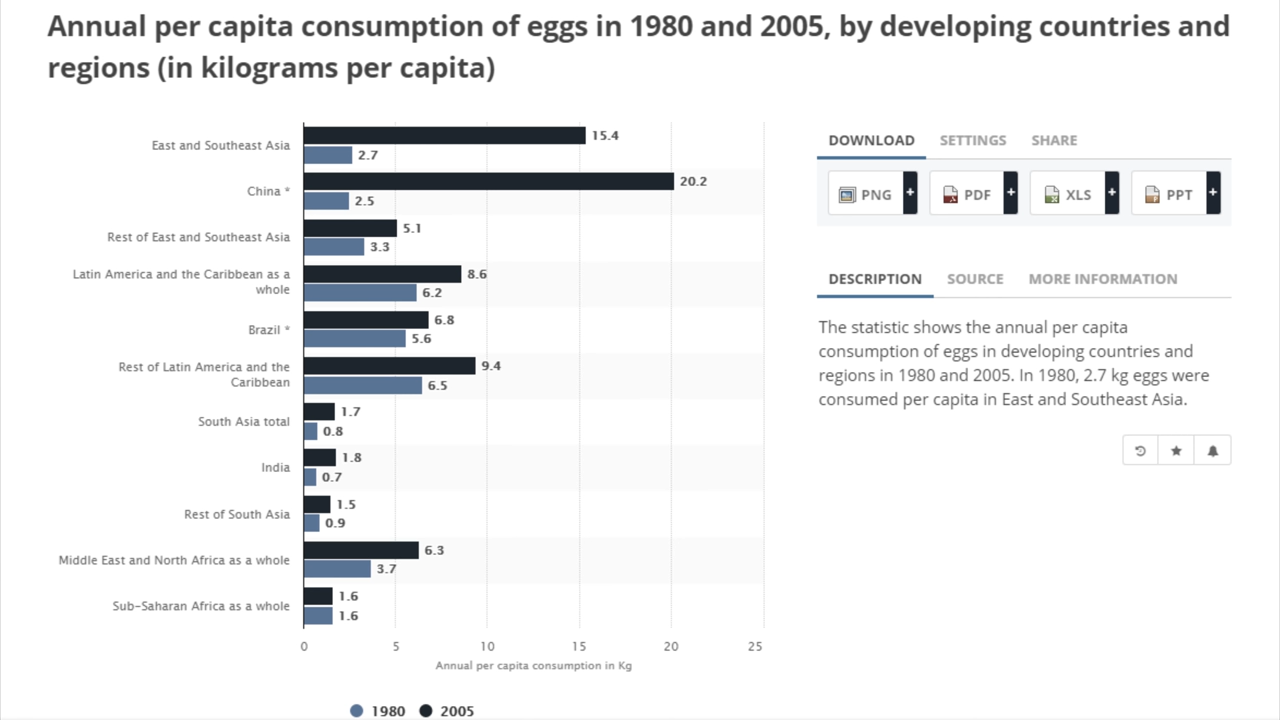 Annual per capita consumption of eggs in 1980 and 2005, by developing countries and
regions (in kilograms per capita)
East and Southeast Asia
15.4
2.7
China *
20.2
2.5
Rest of East and Southeast Asia
5.1
3.3
Latin America and the Caribbean as a
whole
8.6
6.2
Brazil *
6.8
5.6
Rest of Latin America and the
Caribbean
9.4
6.5
South Asia total
1.7
0.8
India
1.8
0.7
Rest of South Asia
1.5
0.9
Middle East and North Africa as a whole
6.3
3.7
Sub-Saharan Africa as a whole
1.6
1.6
0 5 10 15 20 25
Annual per capita consumption in Kg
1980 2005
DOWNLOAD SETTINGS SHARE
PNG + PDF + XLS + PPT +
DESCRIPTION SOURCE MORE INFORMATION
The statistic shows the annual per capita
consumption of eggs in developing countries and
regions in 1980 and 2005. In 1980, 2.7 kg eggs were
consumed per capita in East and Southeast Asia.